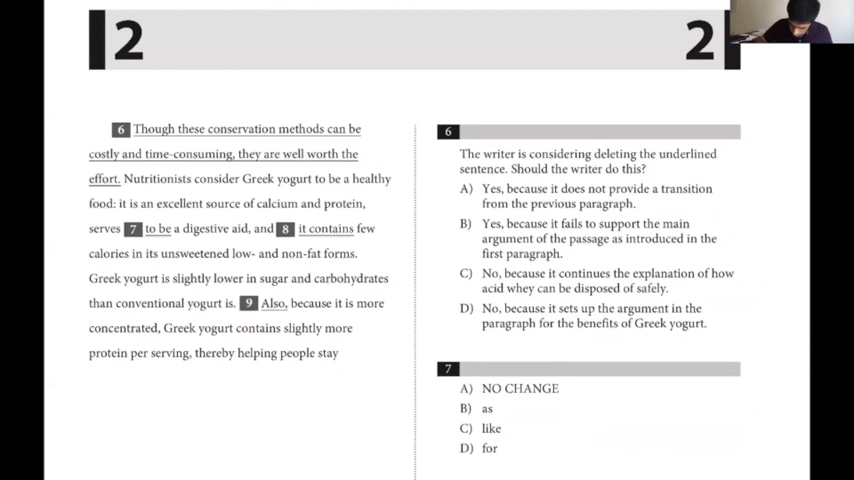 2 2
6 Though these conservation methods can be
costly and time-consuming, they are well worth the
effort. Nutritionists consider Greek yogurt to be a healthy
food: it is an excellent source of calcium and protein,
serves 7 to be a digestive aid, and 8 it contains few
calories in its unsweetened low- and non-fat forms.
Greek yogurt is slightly lower in sugar and carbohydrates
than conventional yogurt is. 9 Also, because it is more
concentrated, Greek yogurt contains slightly more
protein per serving, thereby helping people stay
6
The writer is considering deleting the underlined
sentence. Should the writer do this?
A) Yes, because it does not provide a transition
from the previous paragraph.
B) Yes, because it fails to support the main
argument of the passage as introduced in the
first paragraph.
C) No, because it continues the explanation of how
acid whey can be disposed of safely.
D) No, because it sets up the argument in the
paragraph for the benefits of Greek yogurt.
7
A) NO CHANGE
B) as
C) like
D) for